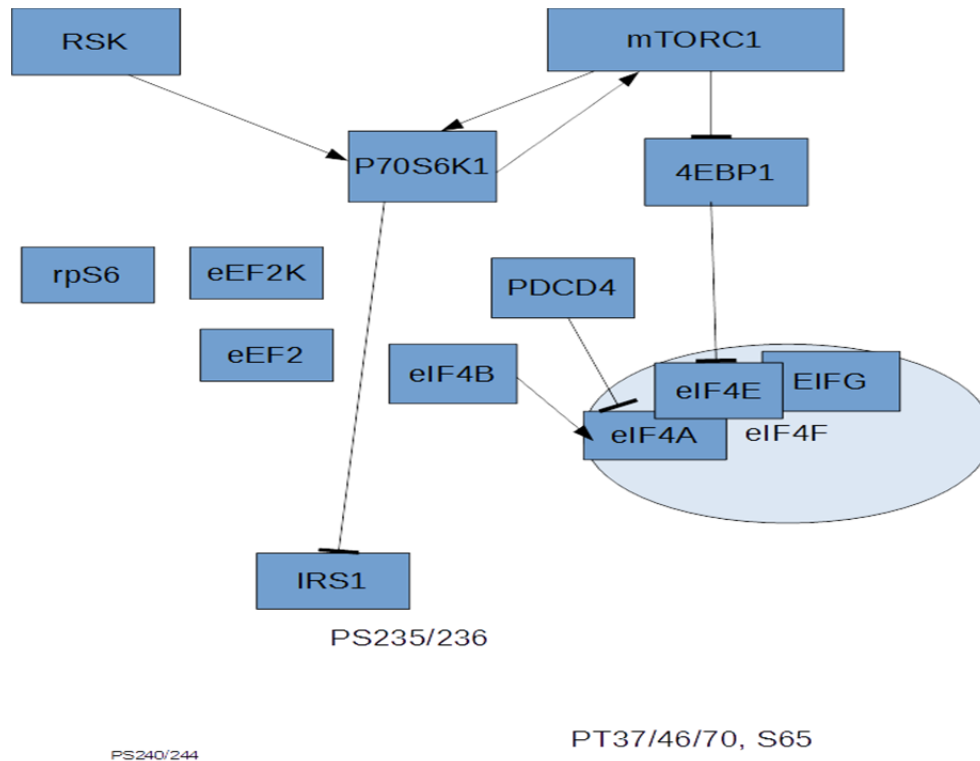 RSK
mTORC1
P70S6K1
4EBP1
rpS6
eEF2K
PDCD4
eEF2
eIF4B
eIF4E
EIFG
eIF4A
eIF4F
IRS1
PS235/236
PT37/46/70, S65
PS240/244